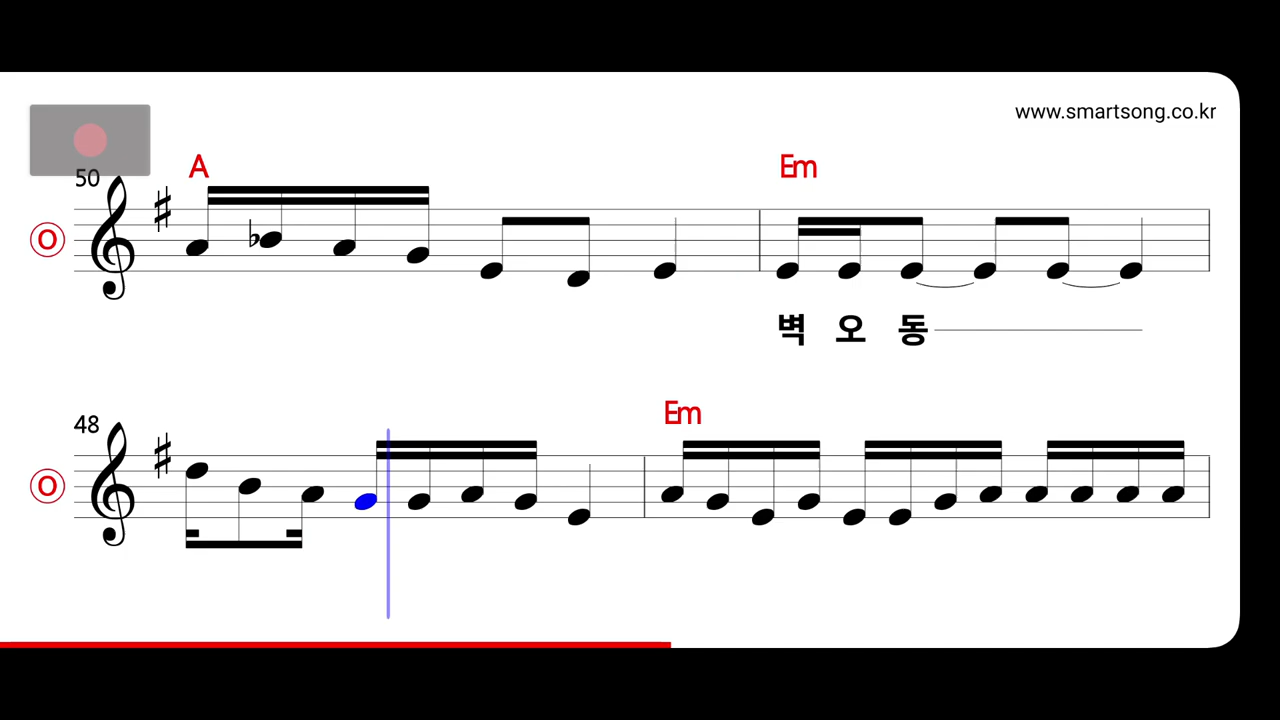 www.smartsong.co.kr
50
A Em
O
벽 오 동
48
Em
O